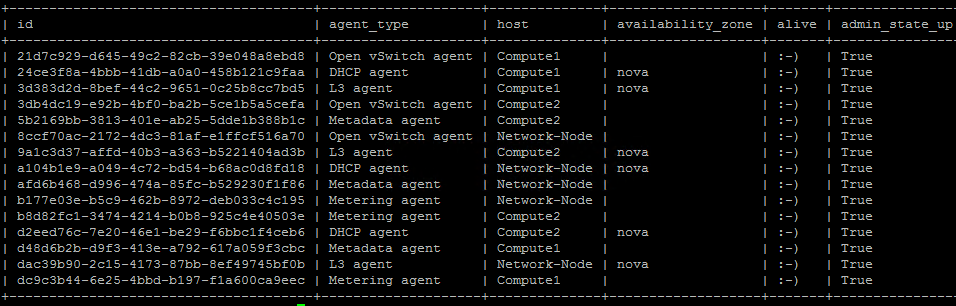 | id | agent_type | host | availability_zone | alive | admin_state_up
| 21d7c929-d645-49c2-82cb-39e048a8ebd8 | Open vSwitch agent | Compute1 | | :-) | True
| 24ce3f8a-4bbb-41db-a0a0-458b121c9faa | DHCP agent | Compute1 | nova | :-) | True
| 3d383d2d-8bef-44c2-9651-0c25b8cc7bd5 | L3 agent | Compute1 | nova | :-) | True
| 3db4dc19-e92b-4bf0-ba2b-5ce1b5a5cefa | Open vSwitch agent | Compute2 | | :-) | True
| 5b2169bb-3813-401e-ab25-5dde1b388b1c | Metadata agent | Compute2 | | :-) | True
| 8ccf70ac-2172-4dc3-81af-e1ffcf516a70 | Open vSwitch agent | Network-Node | | :-) | True
| 9a1c3d37-affd-40b3-a363-b5221404ad3b | L3 agent | Compute2 | nova | :-) | True
| a104b1e9-a049-4c72-bd54-b68ac0d8fd18 | DHCP agent | Network-Node | nova | :-) | True
| afd6b468-d996-474a-85fc-b529230f1f86 | Metadata agent | Network-Node | | :-) | True
| b177e03e-b5c9-462b-8972-deb033c4c195 | Metering agent | Network-Node | | :-) | True
| b8d82fc1-3474-4214-b0b8-925c4e40503e | Metering agent | Compute2 | | :-) | True
| d2eed76c-7e20-46e1-be29-f6bbc1f4ceb6 | DHCP agent | Compute2 | nova | :-) | True
| d48d6b2b-d9f3-413e-a792-617a059f3cbc | Metadata agent | Compute1 | | :-) | True
| dac39b90-2c15-4173-87bb-8ef49745bf0b | L3 agent | Network-Node | nova | :-) | True
| dc9c3b44-6e25-4bbd-b197-f1a600ca9eec | Metering agent | Compute1 | | :-) | True